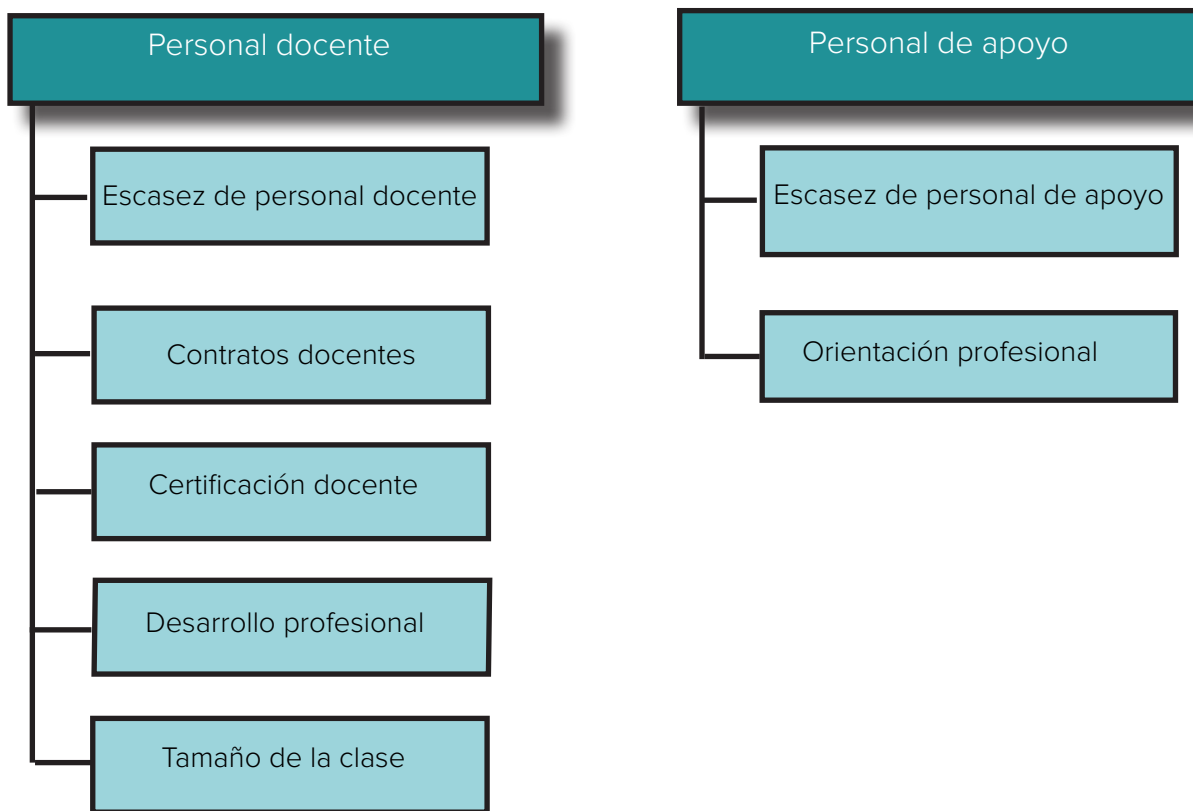 Personal docente
Escasez de personal docente
Contratos docentes
Certificación docente
Desarrollo profesional
Tamaño de la clase
Personal de apoyo
Escasez de personal de apoyo
Orientación profesional